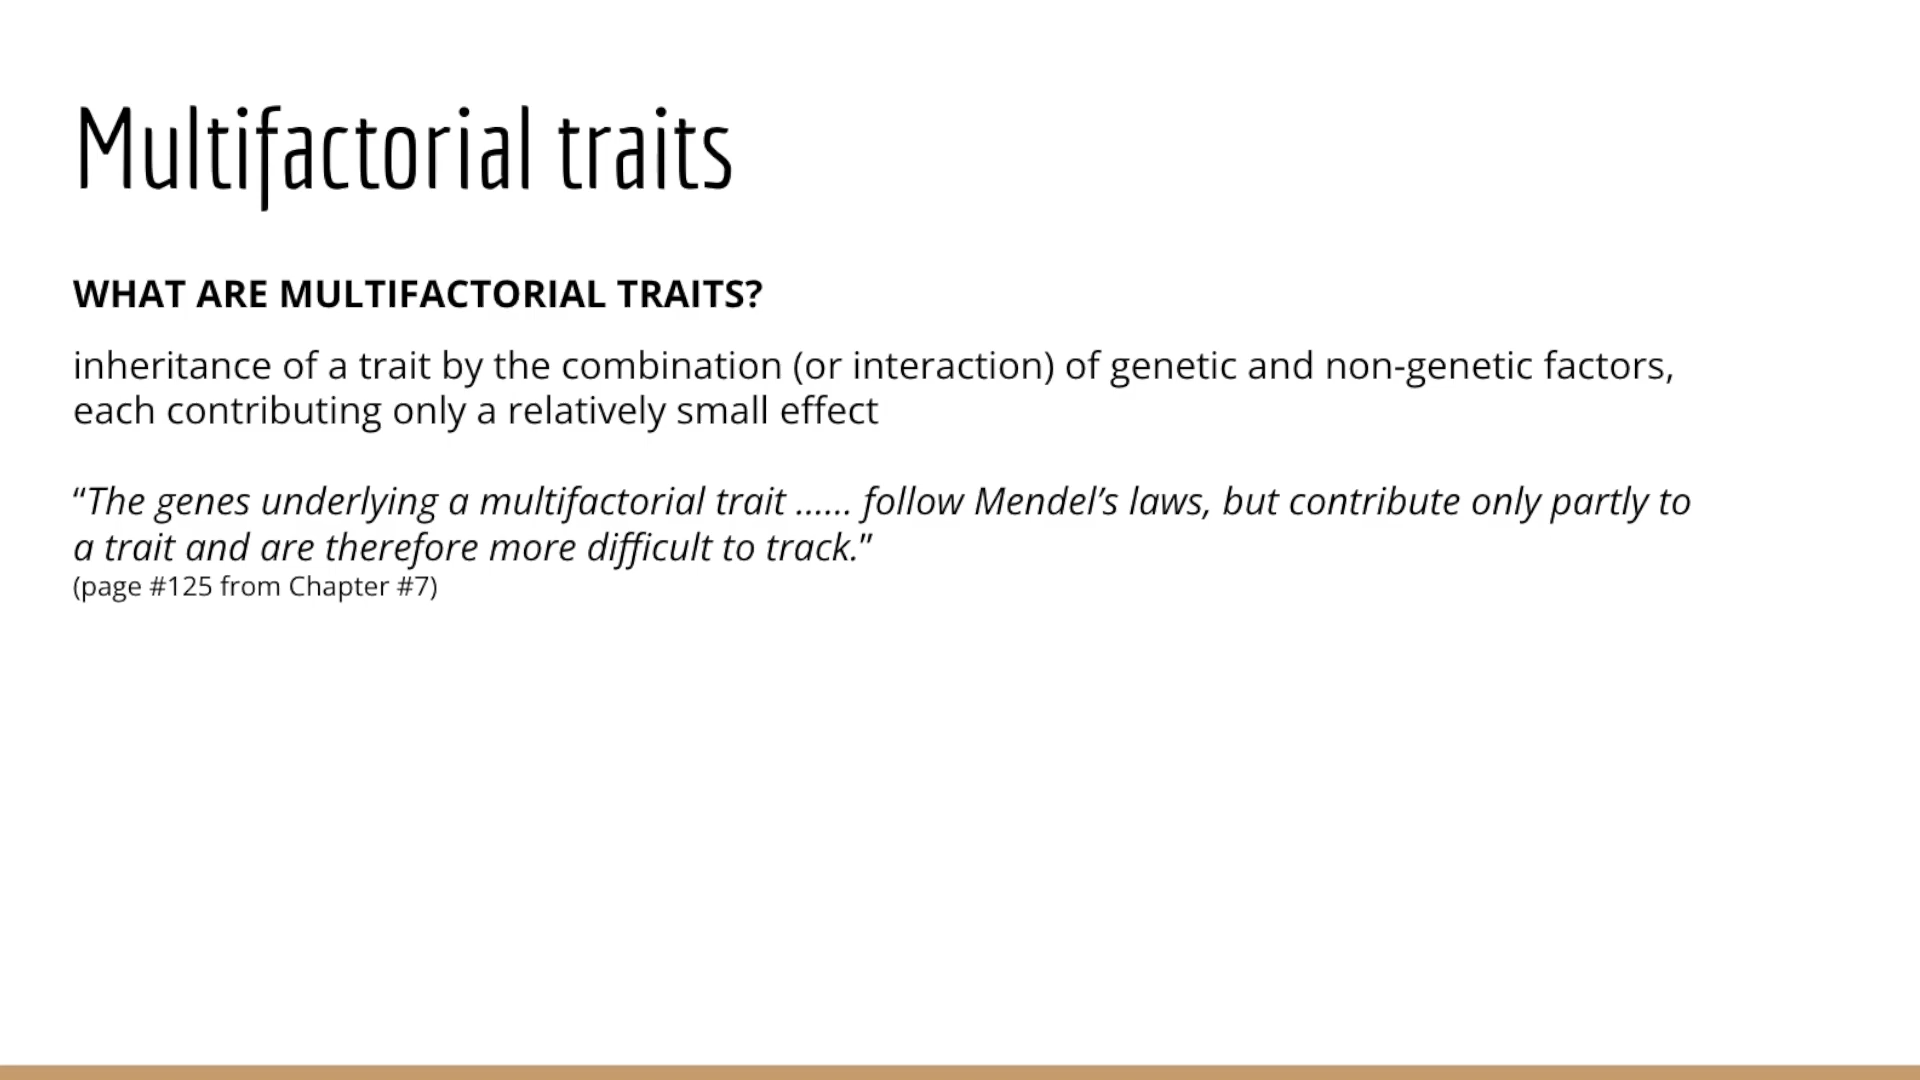 Multifactorial traits
WHAT ARE MULTIFACTORIAL TRAITS?
inheritance of a trait by the combination (or interaction) of genetic and non-genetic factors,
each contributing only a relatively small effect
“The genes underlying a multifactorial trait ...... follow Mendel’s laws, but contribute only partly to
a trait and are therefore more difficult to track.”
(page #125 from Chapter #7)